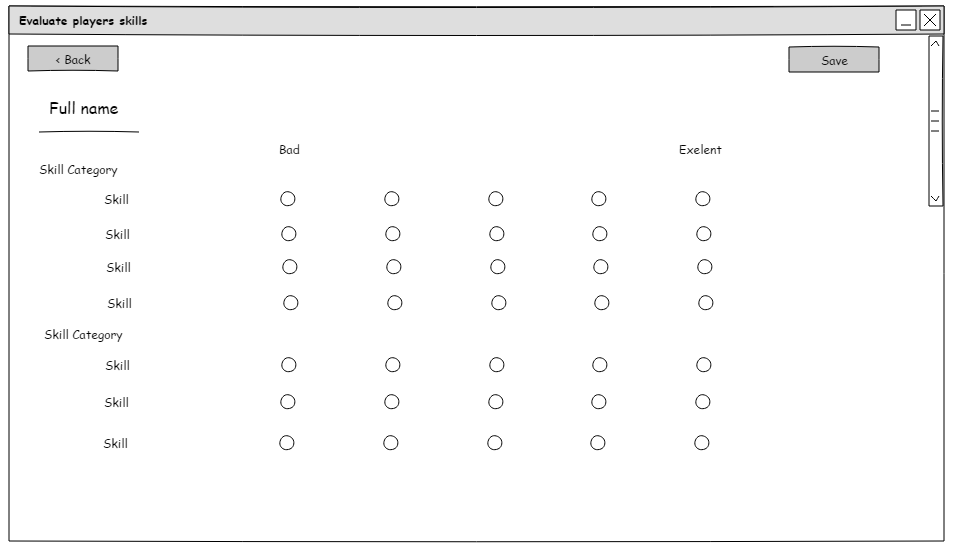 Evaluate players skills
‹ Back
Save
Full name
Bad
Exelent
Skill Category
Skill
Skill
Skill
Skill
Skill Category
Skill
Skill
Skill